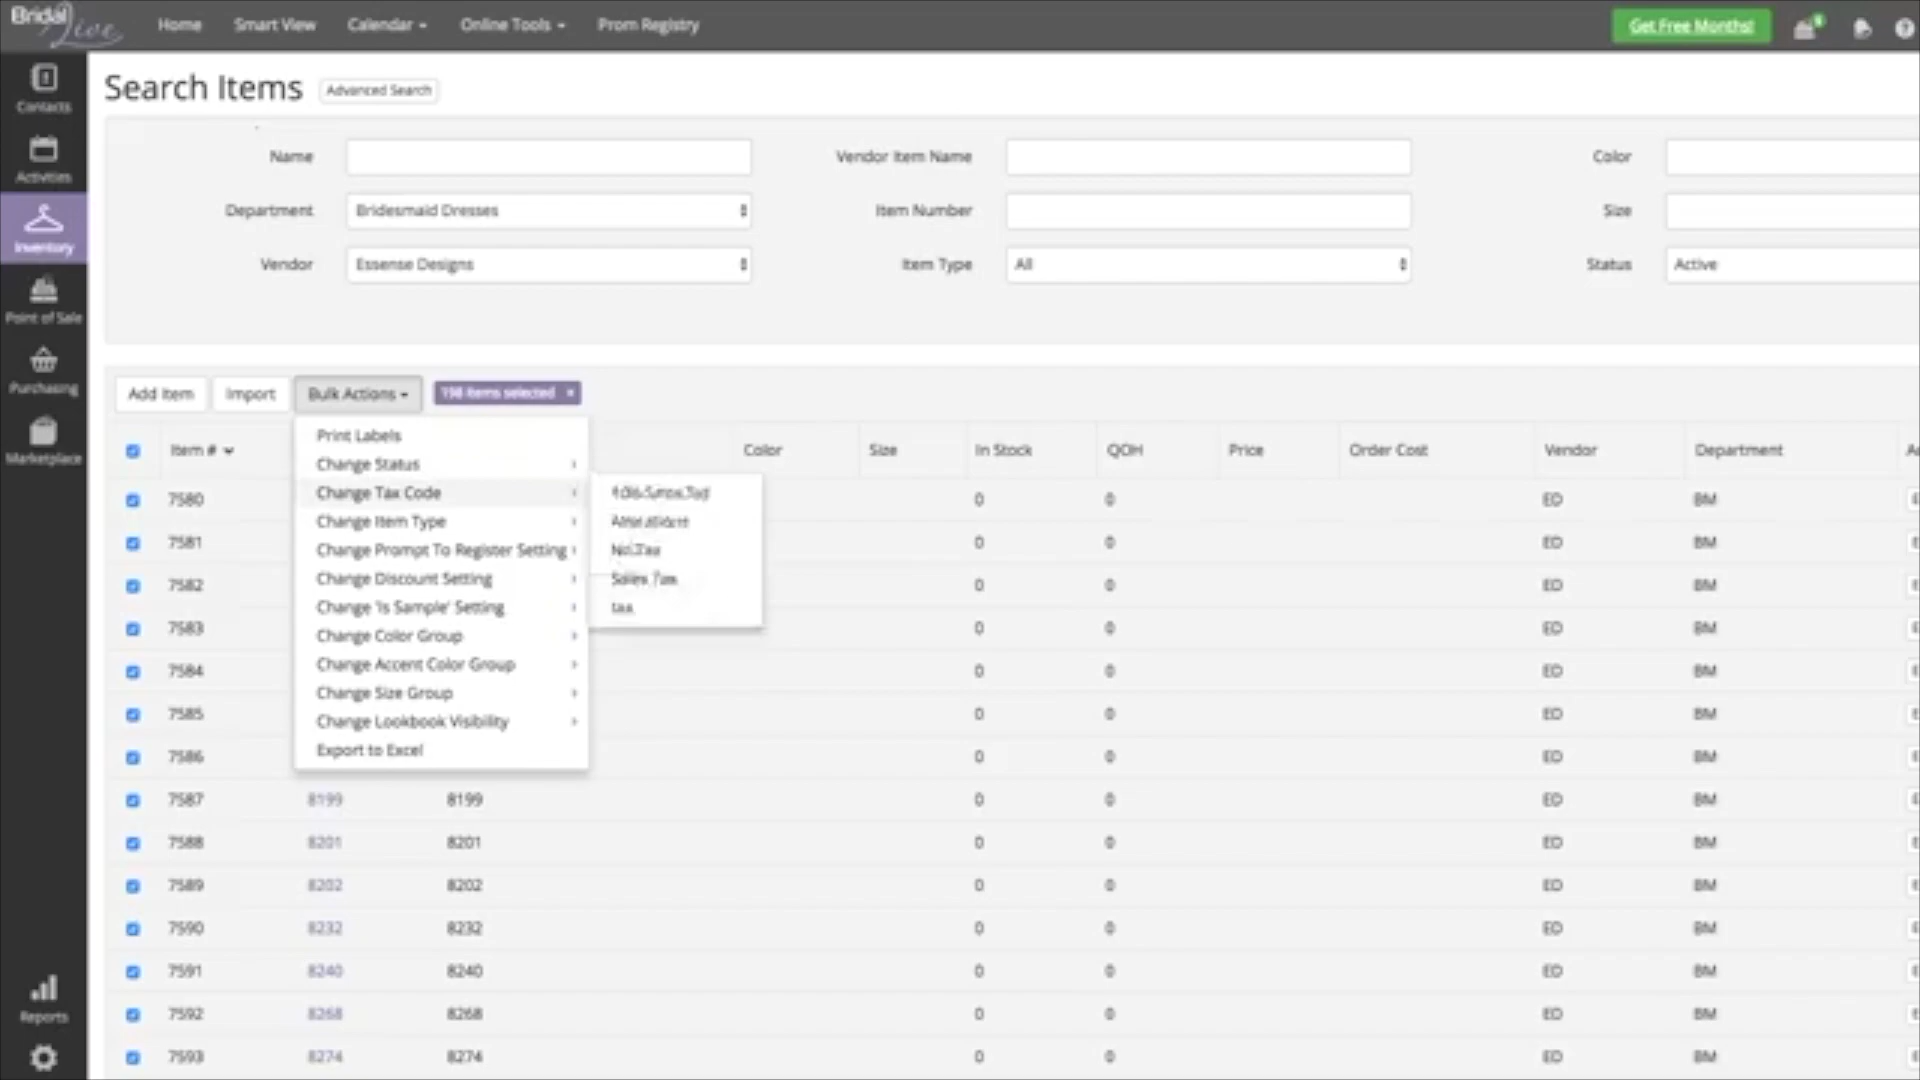 Bridal Live Home Smart View Calendar Online Tools Prom Registry Get Free Months!
Contacts
Activities
Inventory
Point of Sale
Purchasing
Marketplace
Reports
Search Items Advanced Search
Name Vendor Item Name Color
Department Bridesmaid Dresses Item Number Size
Vendor Essense Designs Item Type All Status Active
Add Item Import Bulk Actions 198 items selected ×
Item # Color Size In Stock QOH Price Order Cost Vendor Department
Print Labels
Change Status
Change Tax Code
Change Item Type
Change Prompt To Register Setting
Change Discount Setting
Change 'Is Sample' Setting
Change Color Group
Change Accent Color Group
Change Size Group
Change Lookbook Visibility
Export to Excel
Alterations
No Tax
Sales Tax
tax
7580 0 0 ED BM
7581 0 0 ED BM
7582 0 0 ED BM
7583 0 0 ED BM
7584 0 0 ED BM
7585 0 0 ED BM
7586 0 0 ED BM
7587 8199 8199 0 0 ED BM
7588 8201 8201 0 0 ED BM
7589 8202 8202 0 0 ED BM
7590 8232 8232 0 0 ED BM
7591 8240 8240 0 0 ED BM
7592 8268 8268 0 0 ED BM
7593 8274 8274 0 0 ED BM